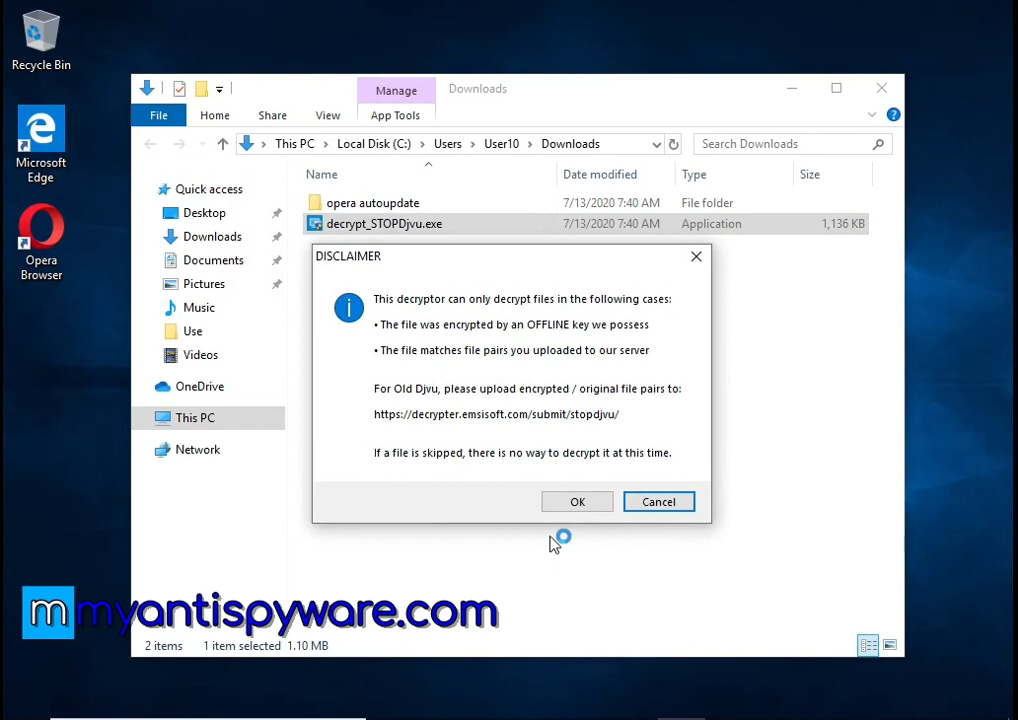 Recycle Bin
Microsoft
Edge
Opera
Browser
Manage
Downloads
File
Home
Share
View
App Tools
This PC
Local Disk (C:)
Users
User10
Downloads
Search Downloads
Name
Date modified
Type
Size
Quick access
Desktop
Downloads
Documents
Pictures
Music
Use
Videos
OneDrive
This PC
Network
opera autoupdate
7/13/2020 7:40 AM
File folder
decrypt_STOPDjvu.exe
7/13/2020 7:40 AM
Application
1,136 KB
DISCLAIMER
This decryptor can only decrypt files in the following cases:
• The file was encrypted by an OFFLINE key we possess
• The file matches file pairs you uploaded to our server
For Old Djvu, please upload encrypted / original file pairs to:
https://decrypter.emsisoft.com/submit/stopdjvu/
If a file is skipped, there is no way to decrypt it at this time.
OK
Cancel
m myantispyware.com
2 items
1 item selected 1.10 MB